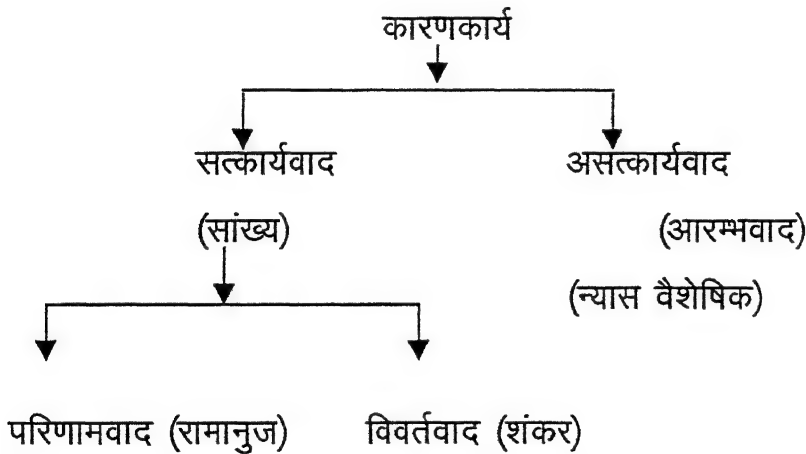 कारणकार्य
सत्कार्यवाद असत्कार्यवाद
(सांख्य) (आरम्भवाद)
(न्यास वैशेषिक)
परिणामवाद (रामानुज) विवर्तवाद (शंकर)